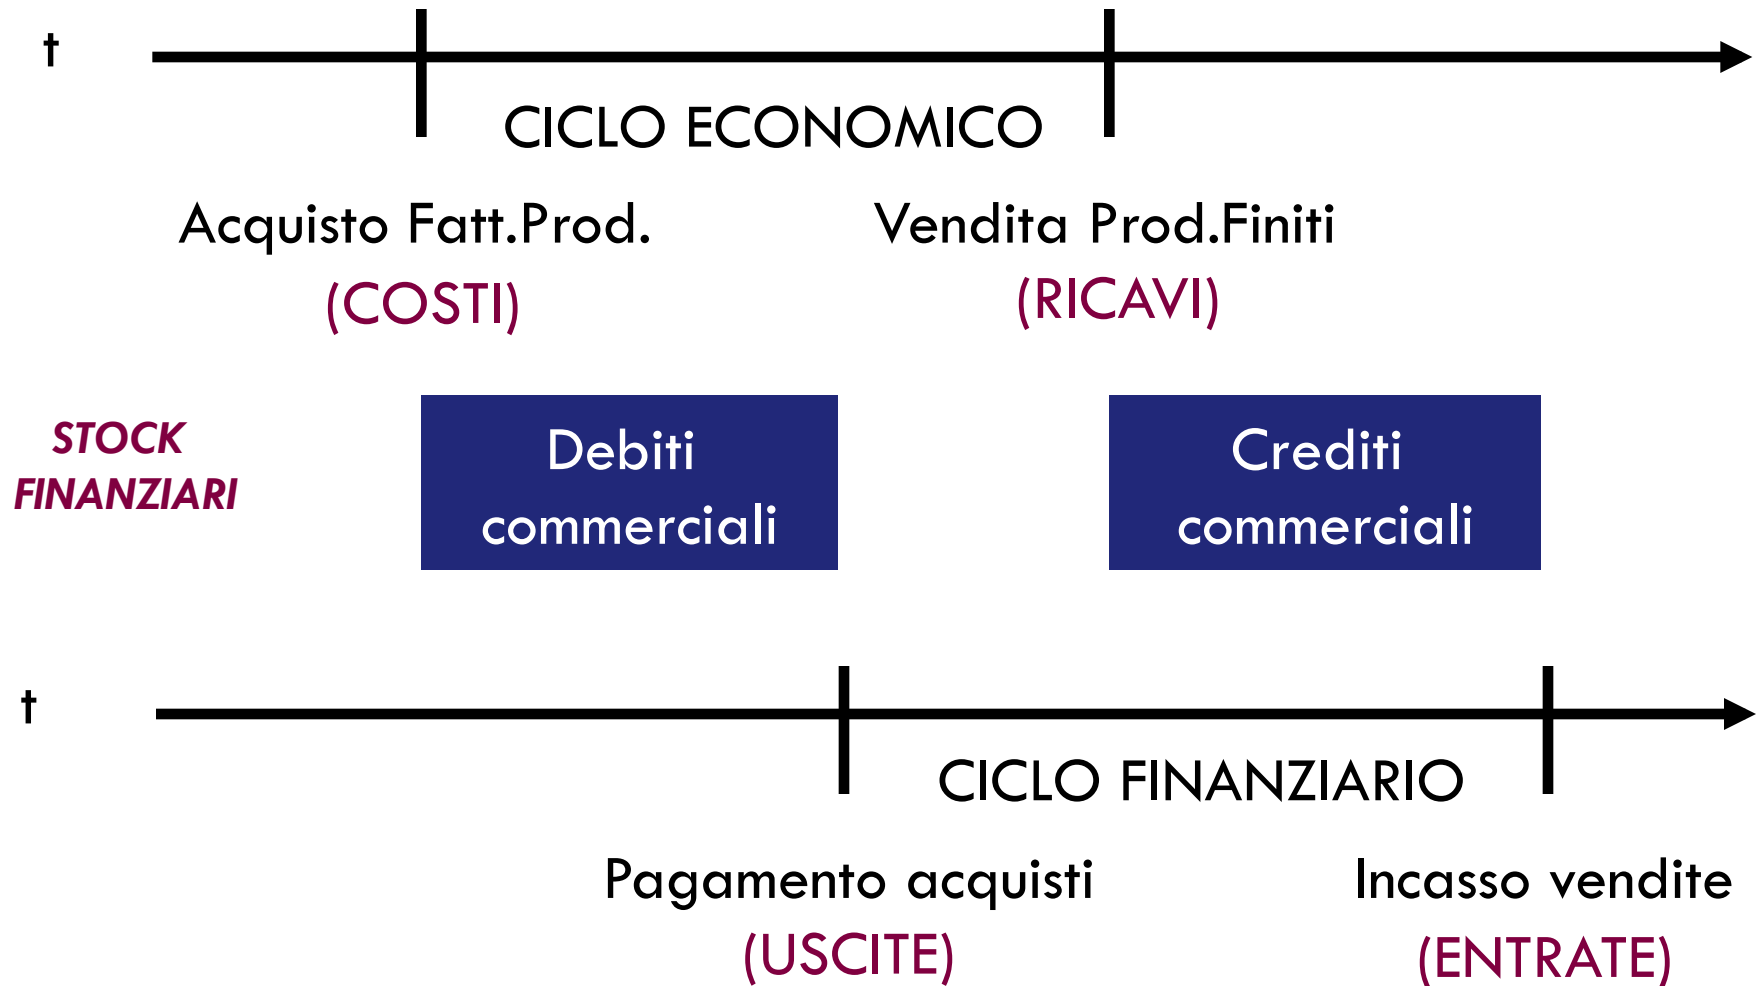 t
CICLO ECONOMICO
Acquisto Fatt.Prod.
(COSTI)
Vendita Prod.Finiti
(RICAVI)
STOCK
FINANZIARI
Debiti
commerciali
Crediti
commerciali
t
CICLO FINANZIARIO
Pagamento acquisti
(USCITE)
Incasso vendite
(ENTRATE)